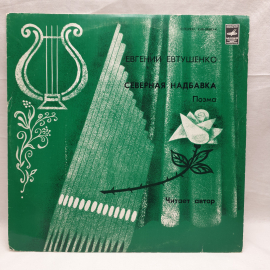 ЕВГЕНИЙ ЕВТУШЕНКО
СЕВЕРНАЯ НАДБАВКА
Поэма
Читает автор